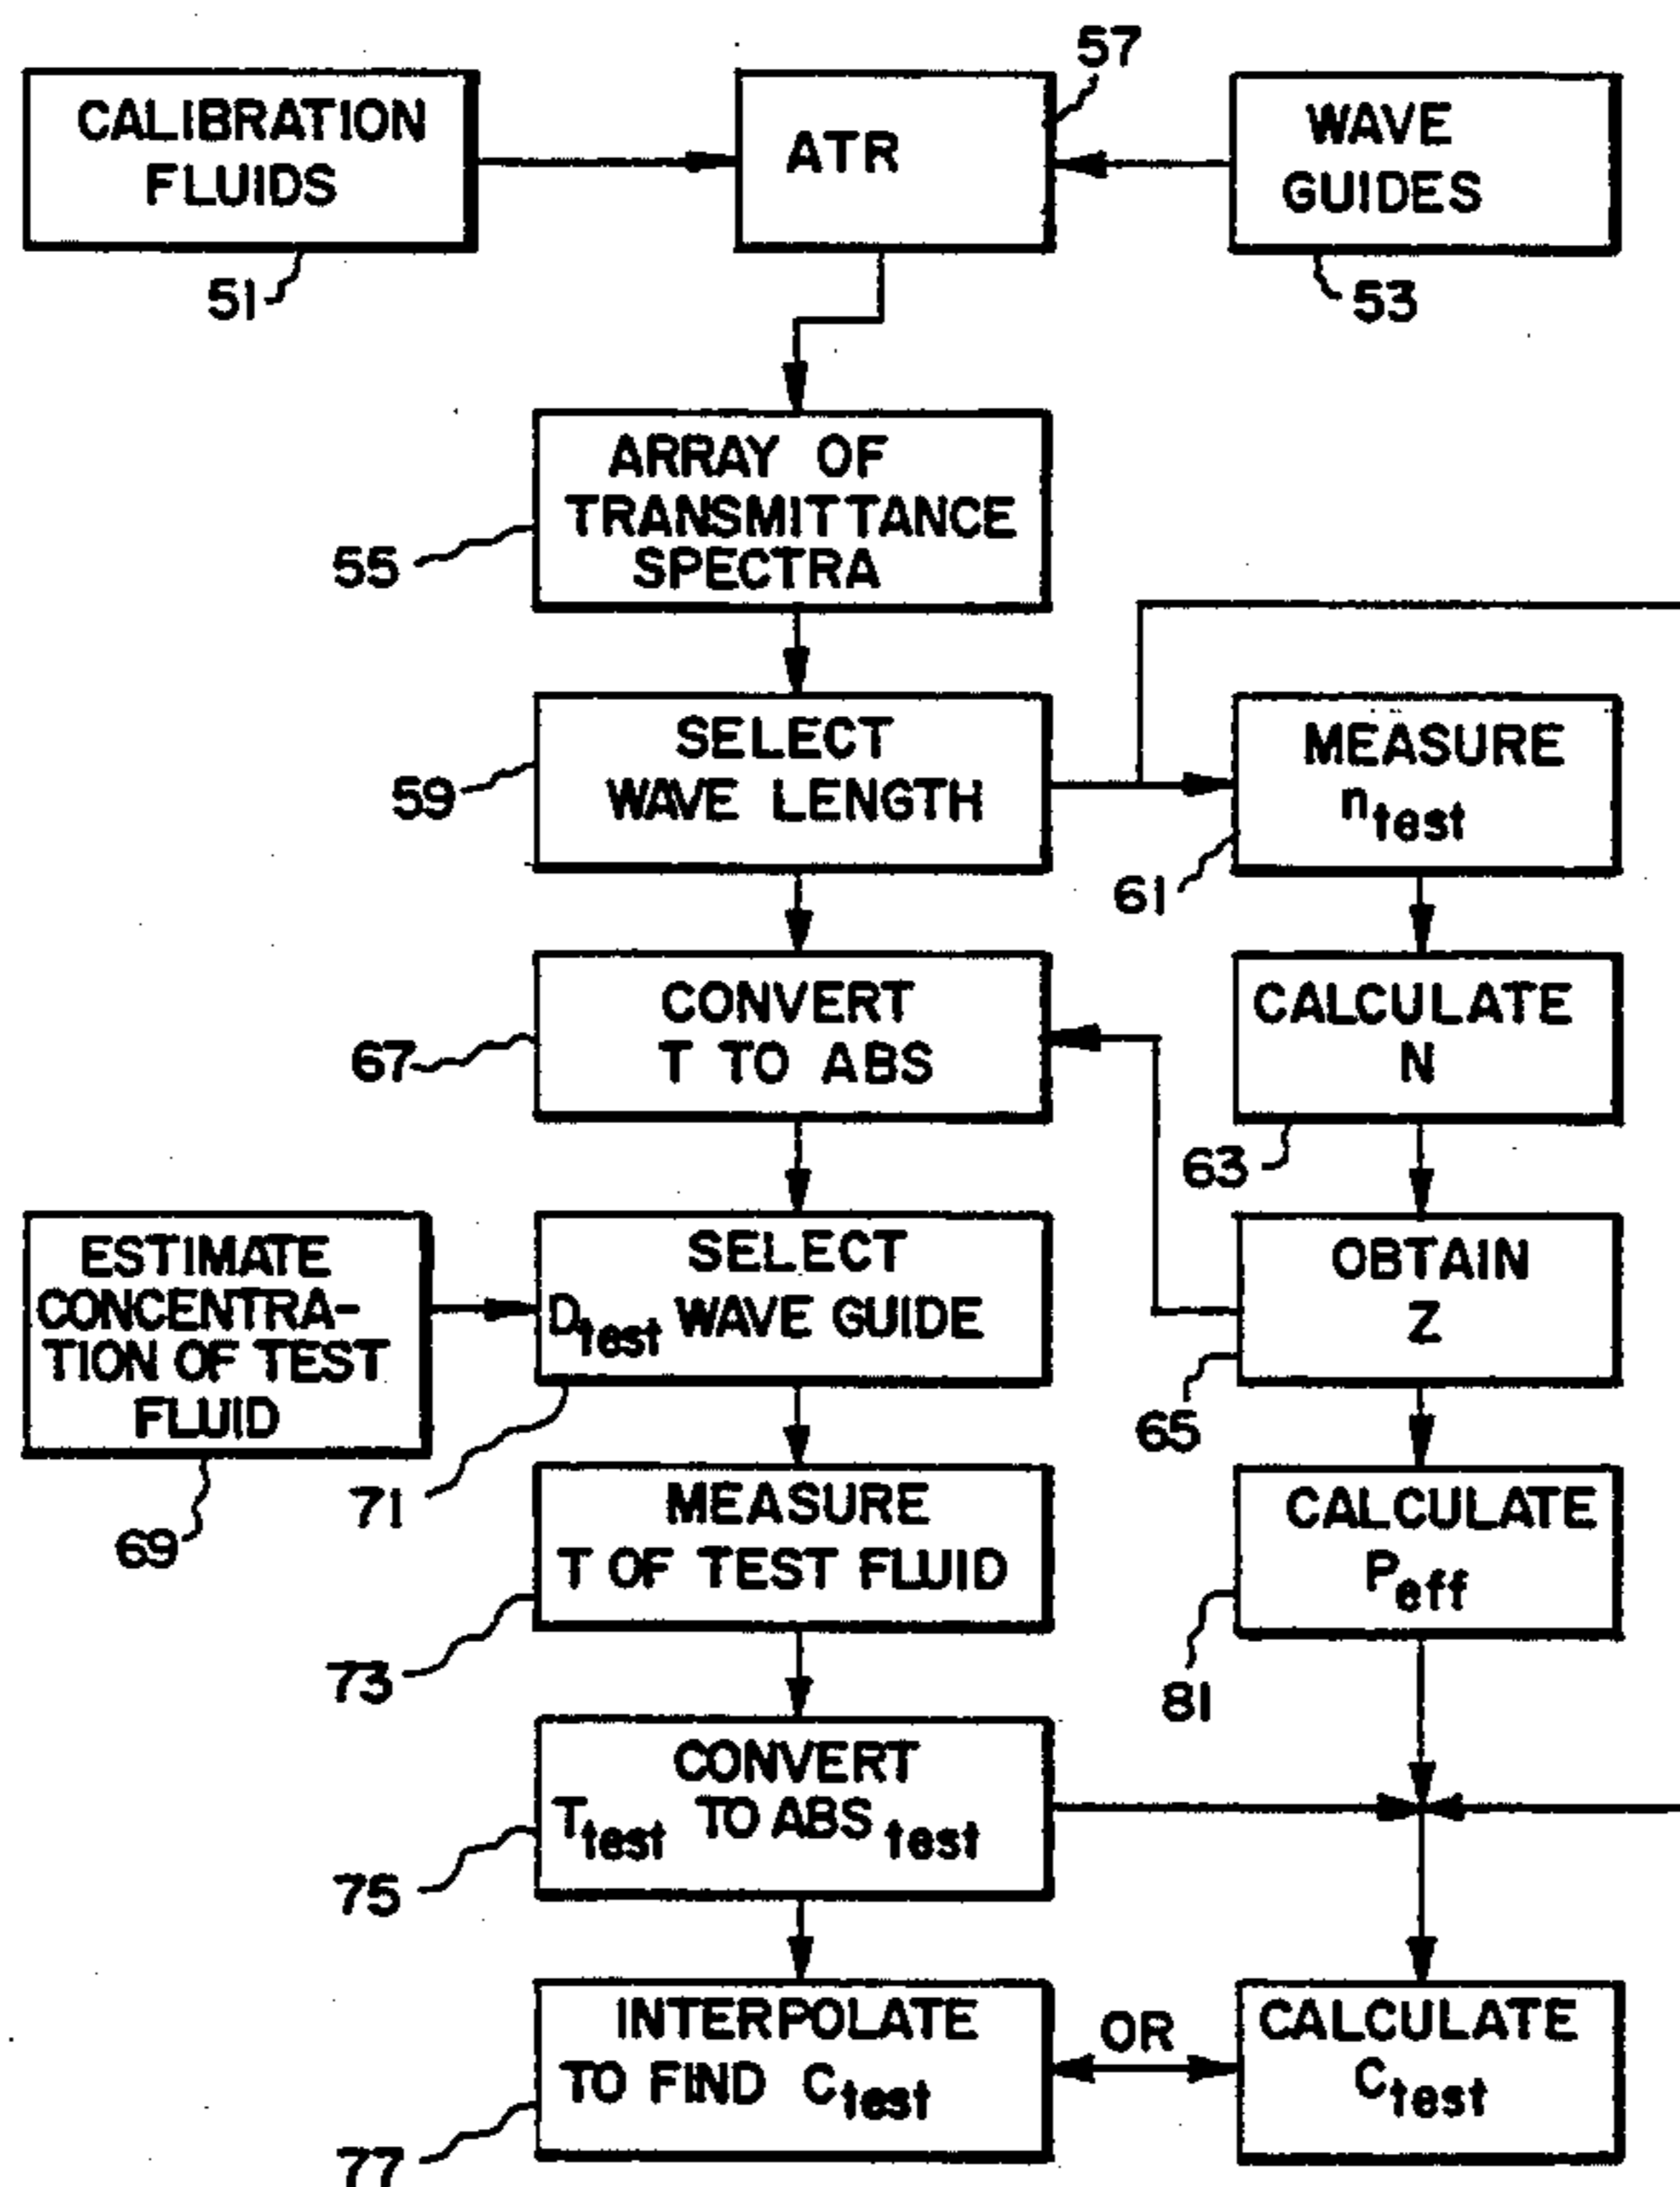 57
CALIBRATION
FLUIDS
ATR
WAVE
GUIDES
51
53
ARRAY OF
TRANSMITTANCE
SPECTRA
55
SELECT
WAVE LENGTH
59
MEASURE
ntest
61
CONVERT
T TO ABS
67
CALCULATE
N
63
ESTIMATE
CONCENTRA-
TION OF TEST
FLUID
69
SELECT
Dtest WAVE GUIDE
71
OBTAIN
Z
65
MEASURE
T OF TEST FLUID
73
CALCULATE
Peff
81
CONVERT
Ttest TO ABS test
75
INTERPOLATE
TO FIND Ctest
77
OR
CALCULATE
Ctest